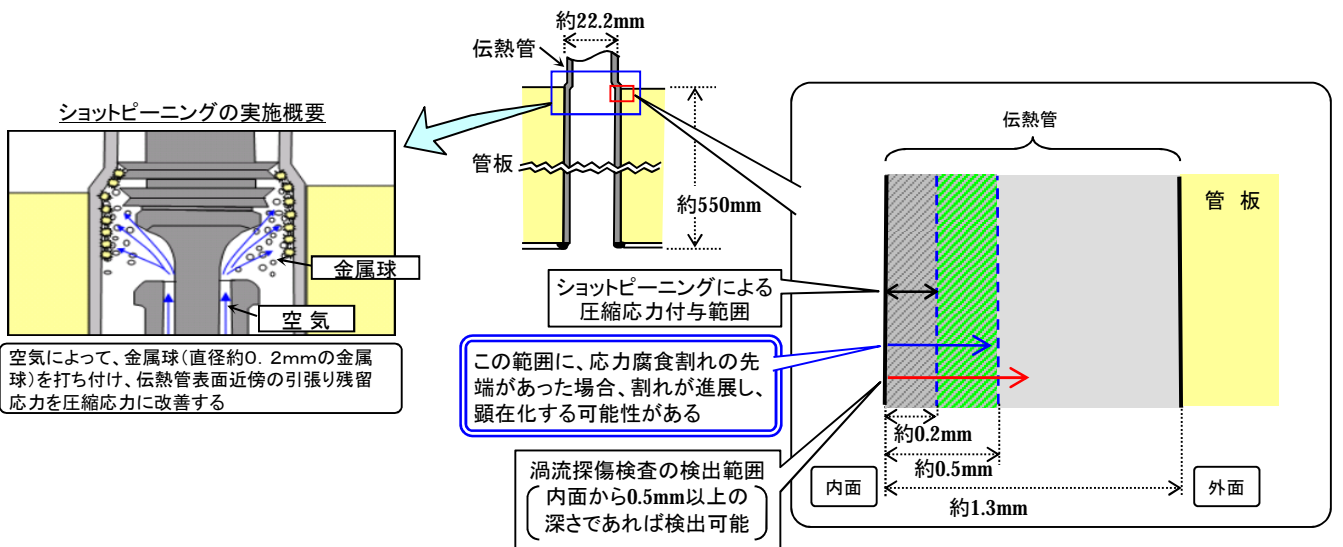 約22.2mm
伝熱管
管板
約550mm
ショットピーニングの実施概要
金属球
空気
空気によって、金属球(直径約0.2mmの金属
球)を打ち付け、伝熱管表面近傍の引張り残留
応力を圧縮応力に改善する
伝熱管
管 板
ショットピーニングによる
圧縮応力付与範囲
この範囲に、応力腐食割れの先
端があった場合、割れが進展し、
顕在化する可能性がある
渦流探傷検査の検出範囲
内面から0.5mm以上の
深さであれば検出可能
約0.2mm
約0.5mm
約1.3mm
内面
外面